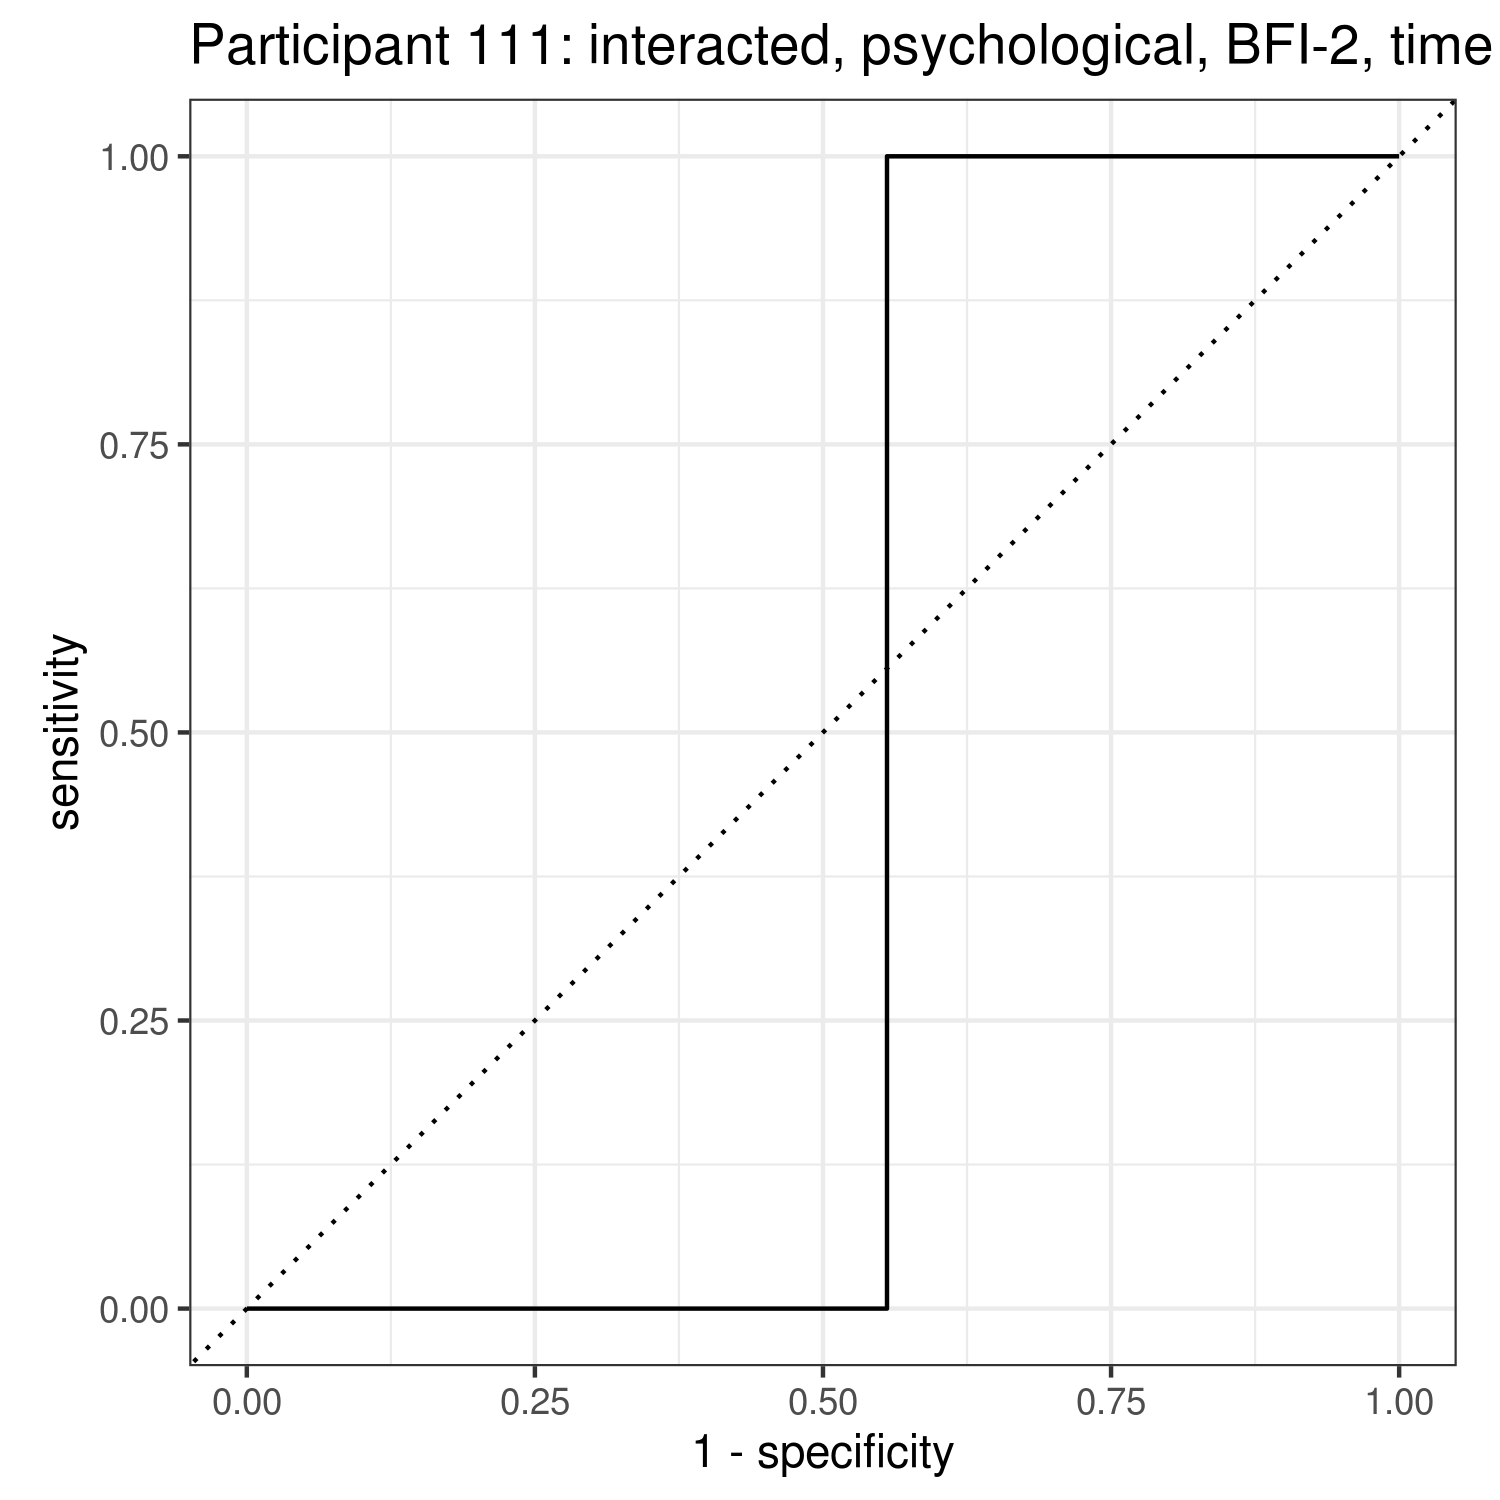 Participant 111: interacted, psychological, BFI-2, time
1.00
0.75
0.50
0.25
0.00
sensitivity
0.00 0.25 0.50 0.75 1.00
1 - specificity